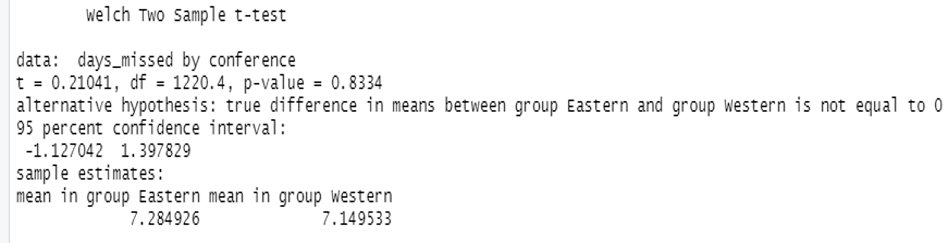 Welch Two Sample t-test
data:  days_missed by conference
t = 0.21041, df = 1220.4, p-value = 0.8334
alternative hypothesis: true difference in means between group Eastern and group Western is not equal to 0
95 percent confidence interval:
-1.127042  1.397829
sample estimates:
mean in group Eastern mean in group Western
7.284926 7.149533